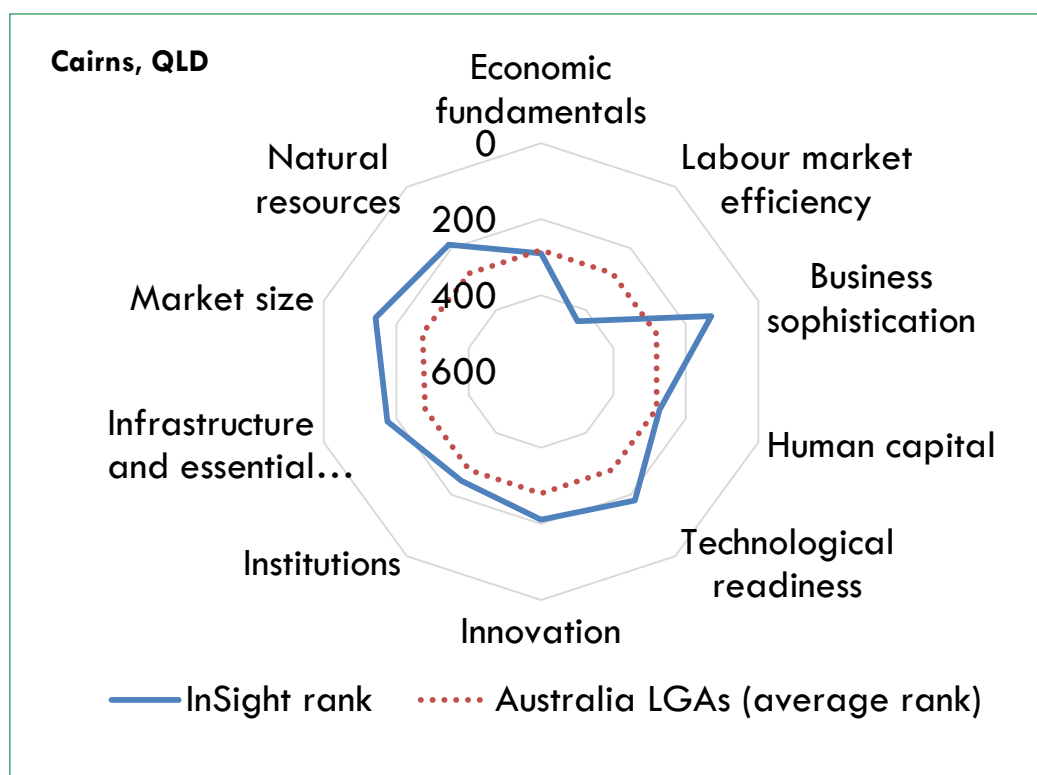 Cairns, QLD
Economic
fundamentals
Labour market
efficiency
Business
sophistication
Human capital
Technological
readiness
Innovation
Institutions
Infrastructure
and essential...
Market size
Natural
resources
0
200
400
600
InSight rank
Australia LGAs (average rank)